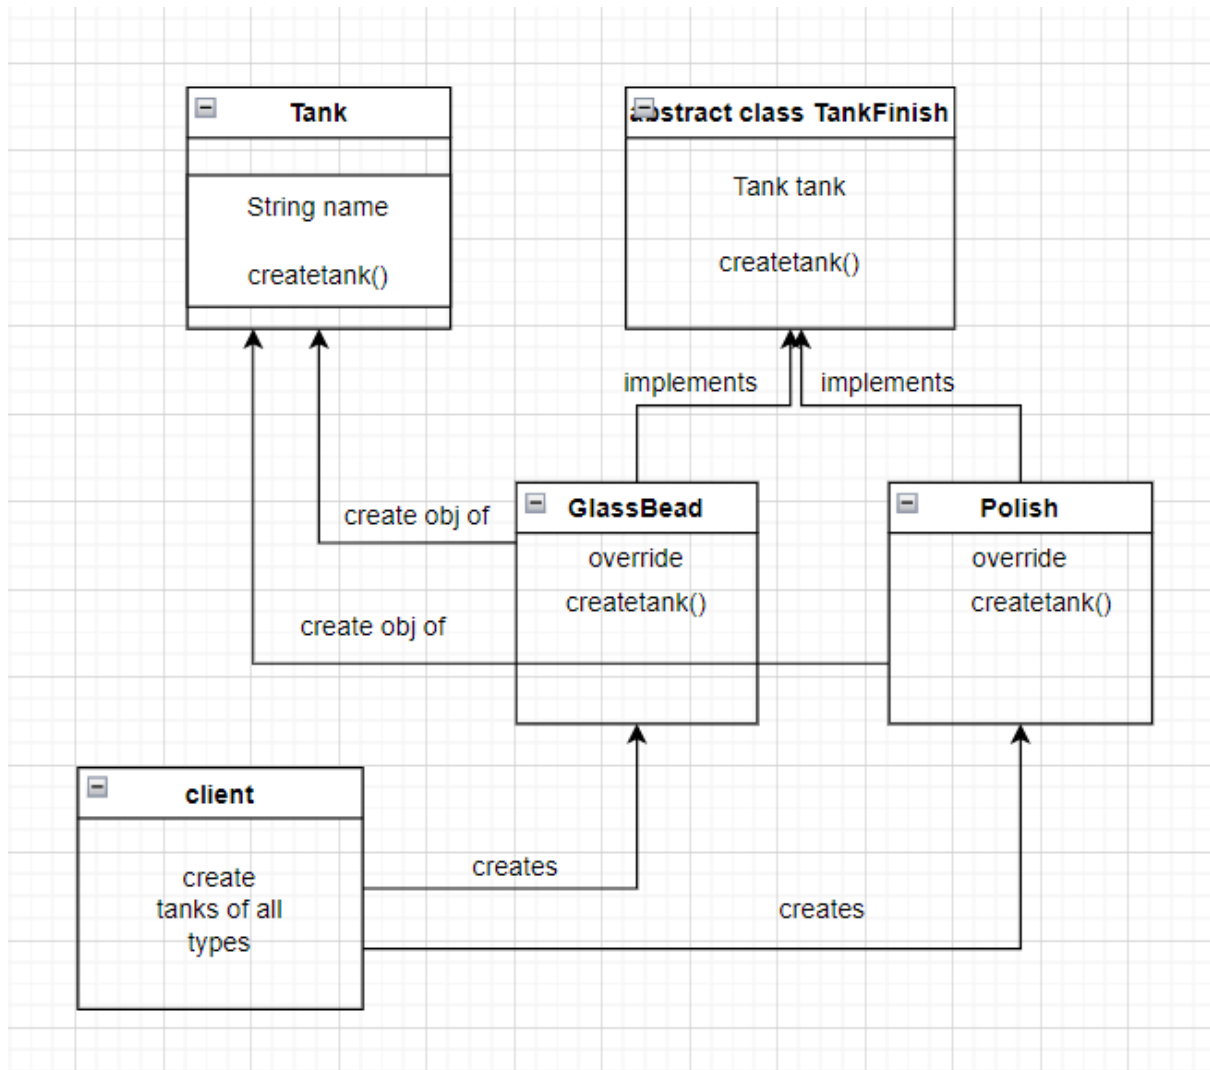 Tank
String name
createtank()
abstract class TankFinish
Tank tank
createtank()
implements
implements
create obj of
create obj of
GlassBead
override
createtank()
Polish
override
createtank()
client
create
tanks of all
types
creates
creates